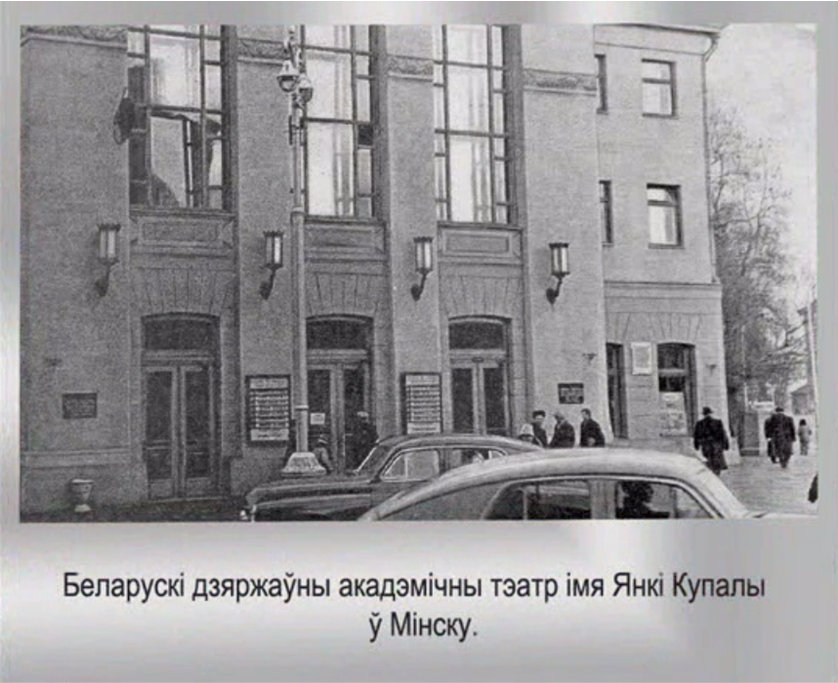 Беларускі дзяржаўны акадэмічны тэатр імя Янкі Купалы
ў Мінску.